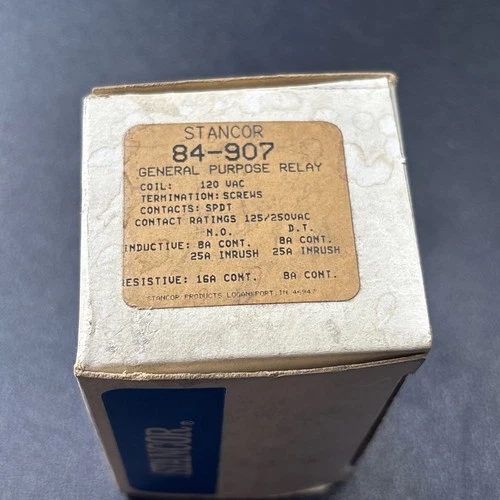 STANCOR
84-907
GENERAL PURPOSE RELAY
COIL: 120 VAC
TERMINATION: SCREWS
CONTACTS: SPDT
CONTACT RATINGS 125/250VAC
N.O. D.T.
INDUCTIVE: 8A CONT. 8A CONT.
25A INRUSH 25A INRUSH
ESISTIVE: 16A CONT. 8A CONT.
STANCOR PRODUCTS LOGANSPORT, IN 46947
STANCOR®